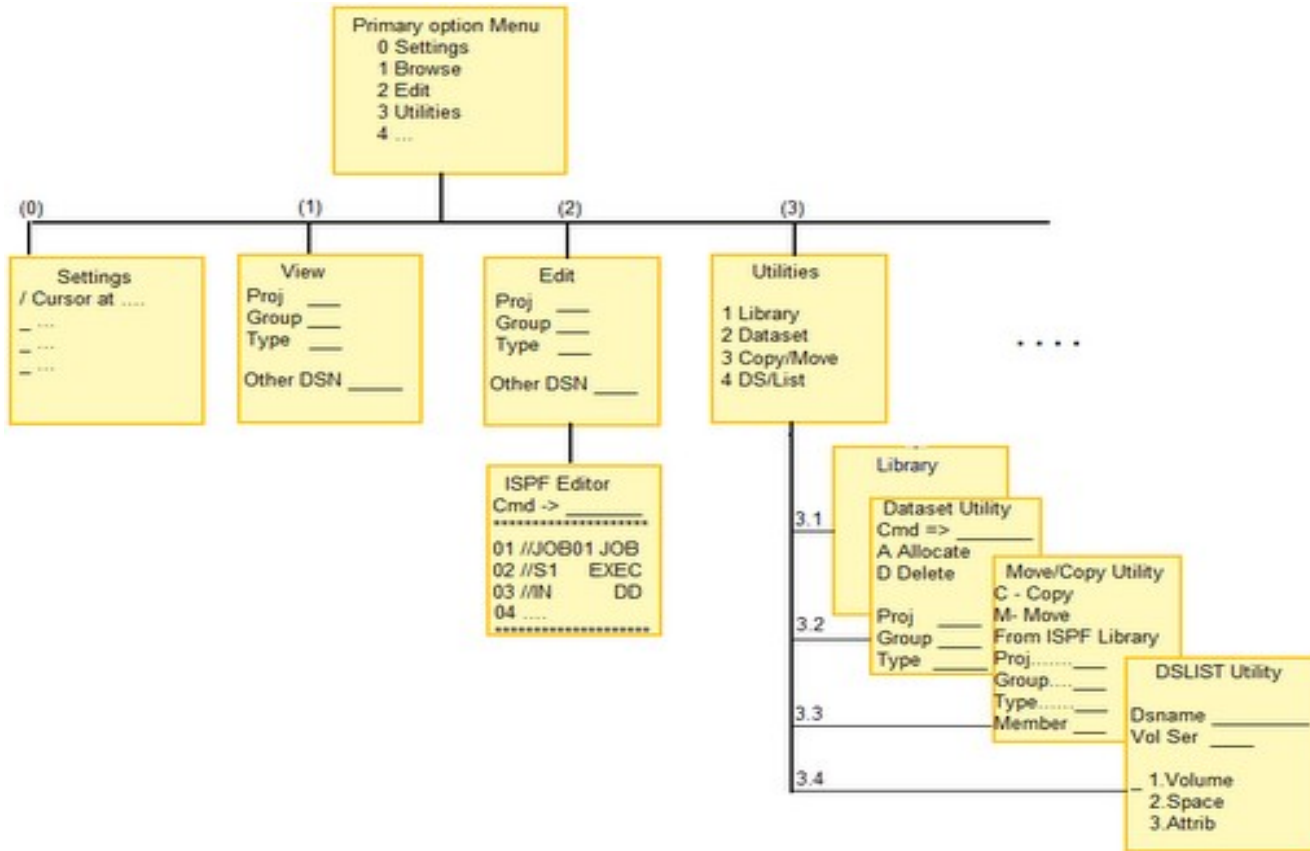 Primary option Menu
0 Settings
1 Browse
2 Edit
3 Utilities
4 ...
(0)
(1)
(2)
(3)
Settings
/ Cursor at ....
_ ...
_ ...
_ ...
View
Proj ___
Group ___
Type ___
Other DSN _____
Edit
Proj ___
Group ___
Type ___
Other DSN ____
Utilities
1 Library
2 Dataset
3 Copy/Move
4 DS/List
. . . .
ISPF Editor
Cmd -> _______
*********************
01 //JOB01 JOB
02 //S1 EXEC
03 //IN DD
04 ....
*********************
3.1
Library
3.2
Dataset Utility
Cmd => _______
A Allocate
D Delete
Proj ____
Group ____
Type _____
3.3
Move/Copy Utility
C - Copy
M- Move
From ISPF Library
Proj.......___
Group....___
Type......___
Member ___
3.4
DSLIST Utility
Dsname _________
Vol Ser ____
_ 1.Volume
2.Space
3.Attrib